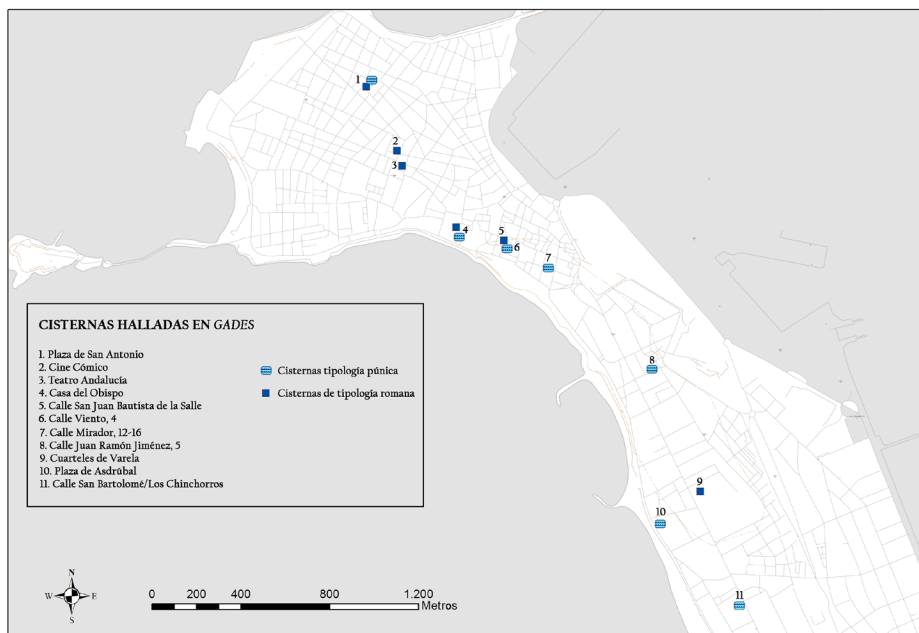 1
2
3
4
5
6
7
8
9
10
11
CISTERNAS HALLADAS EN GADES
1. Plaza de San Antonio
2. Cine Cómico
3. Teatro Andalucía
4. Casa del Obispo
5. Calle San Juan Bautista de la Salle
6. Calle Viento, 4
7. Calle Mirador, 12-16
8. Calle Juan Ramón Jiménez, 5
9. Cuarteles de Varela
10. Plaza de Asdrúbal
11. Calle San Bartolomé/Los Chinchorros
Cisternas tipología púnica
Cisternas de tipología romana
N
W E
S
0 200 400 800 1.200
Metros